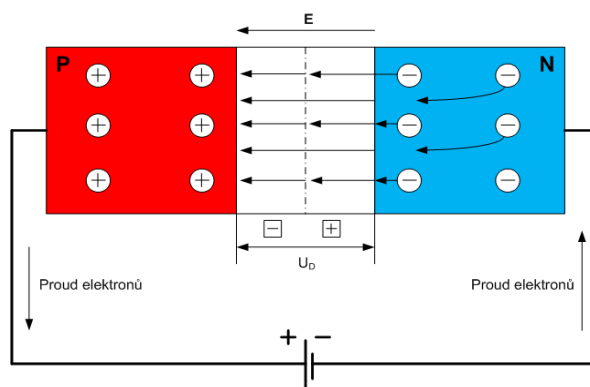 E
P
N
+ + − −
+ + − −
+ + − −
− +
U_D
Proud elektronů
Proud elektronů
+ −